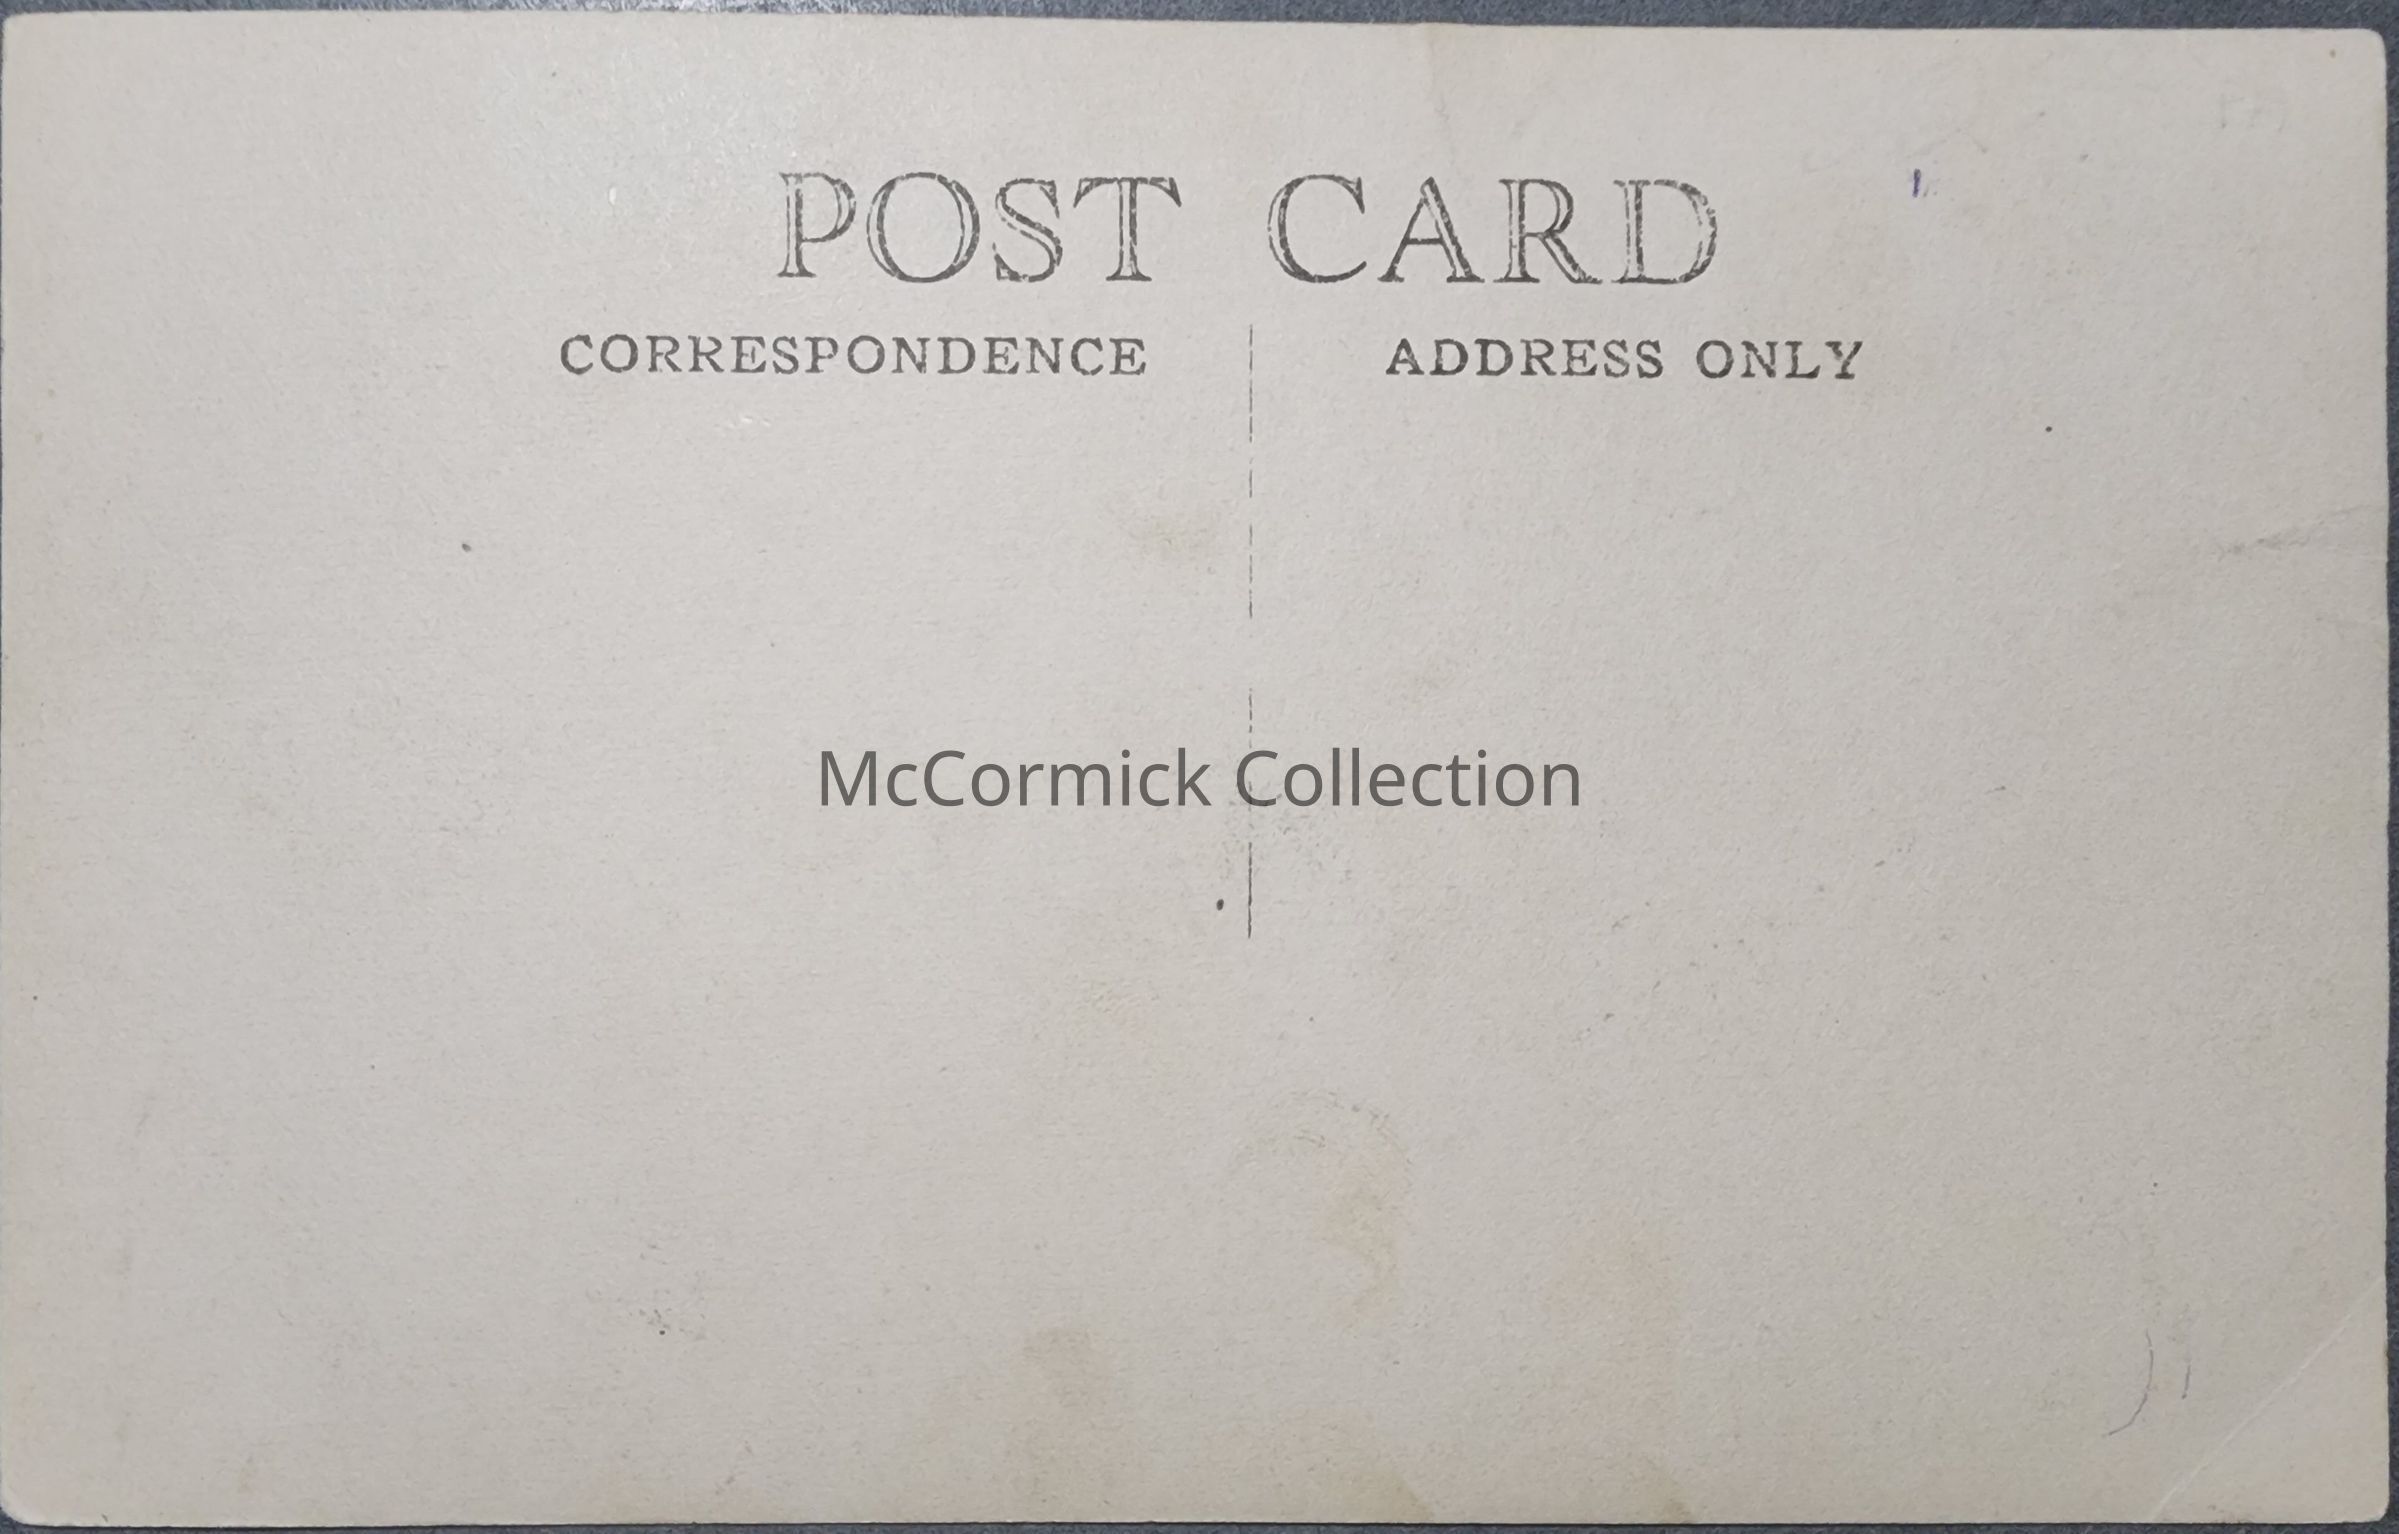 POST CARD
CORRESPONDENCE
ADDRESS ONLY
McCormick Collection